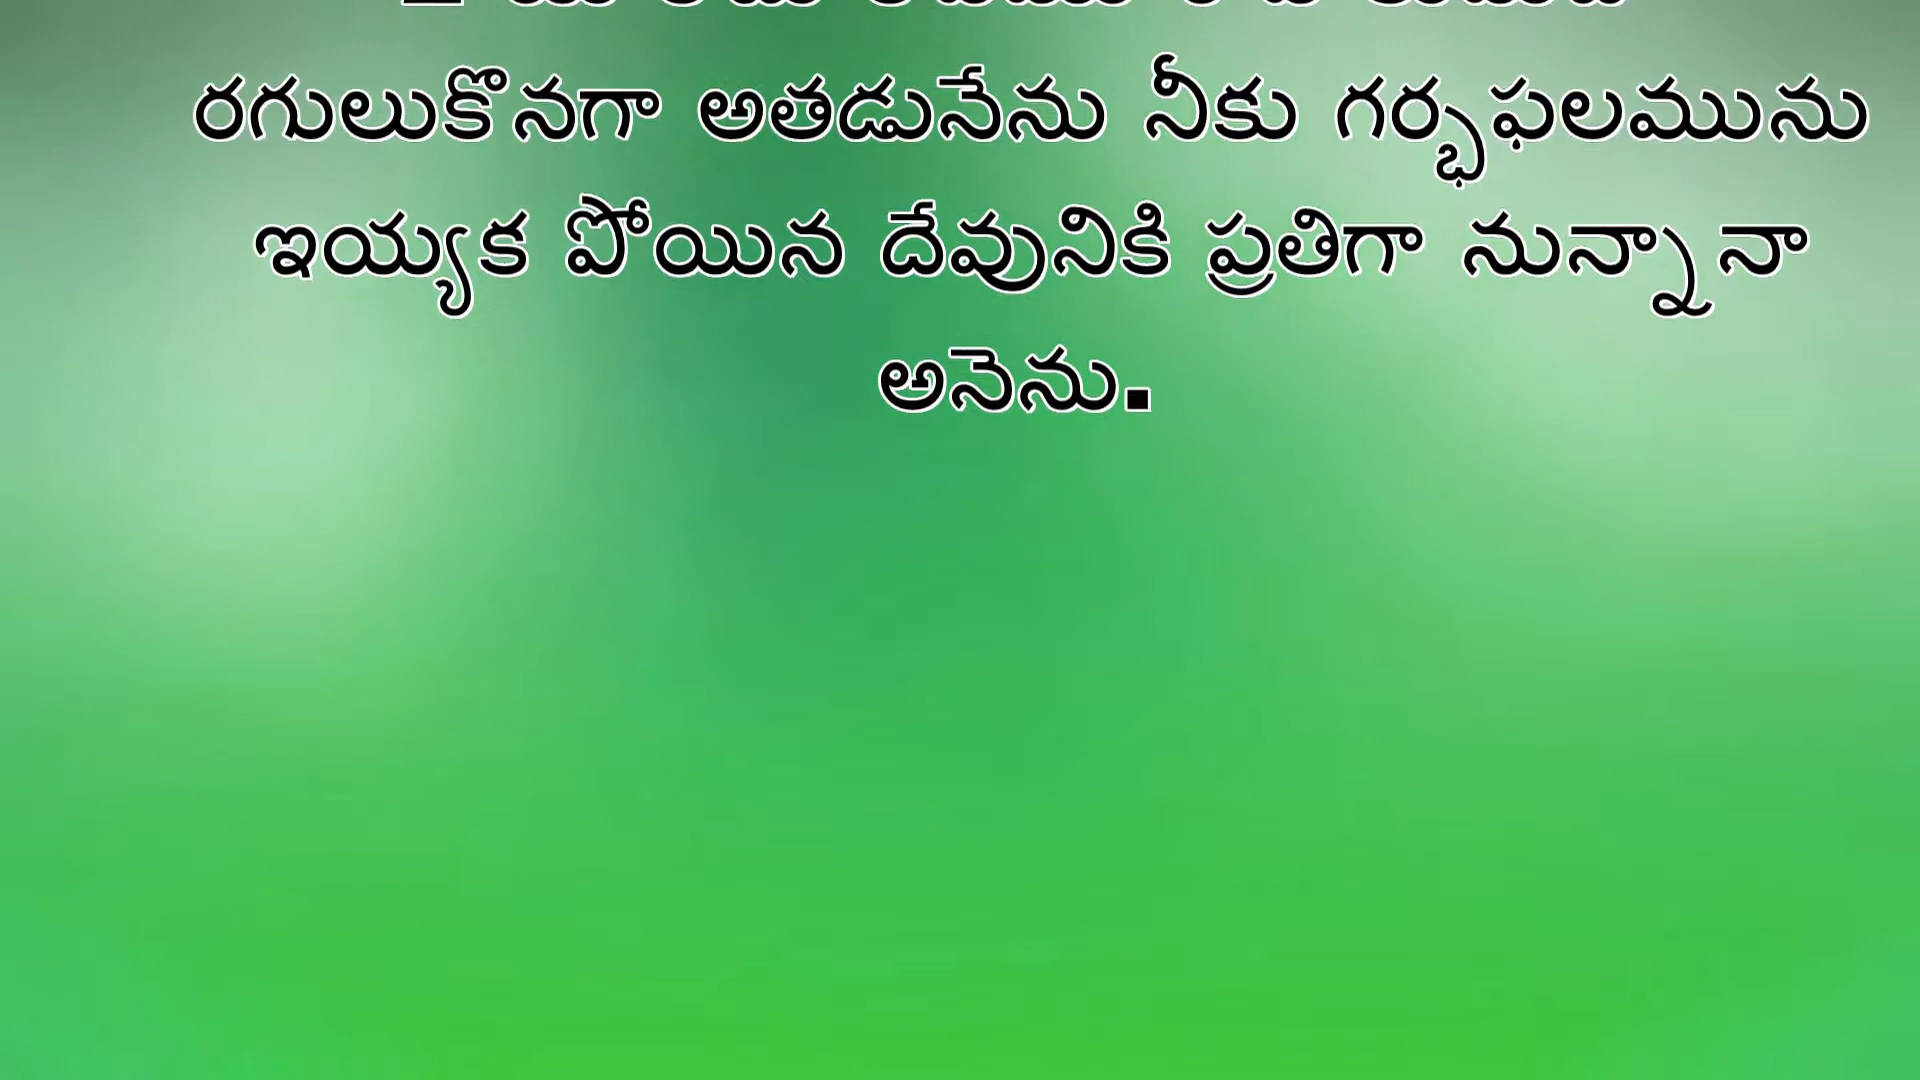 రగులుకొనగా అతడునేను నీకు గర్భఫలమును
ఇయ్యక పోయిన దేవునికి ప్రతిగా నున్నానా
అనెను.